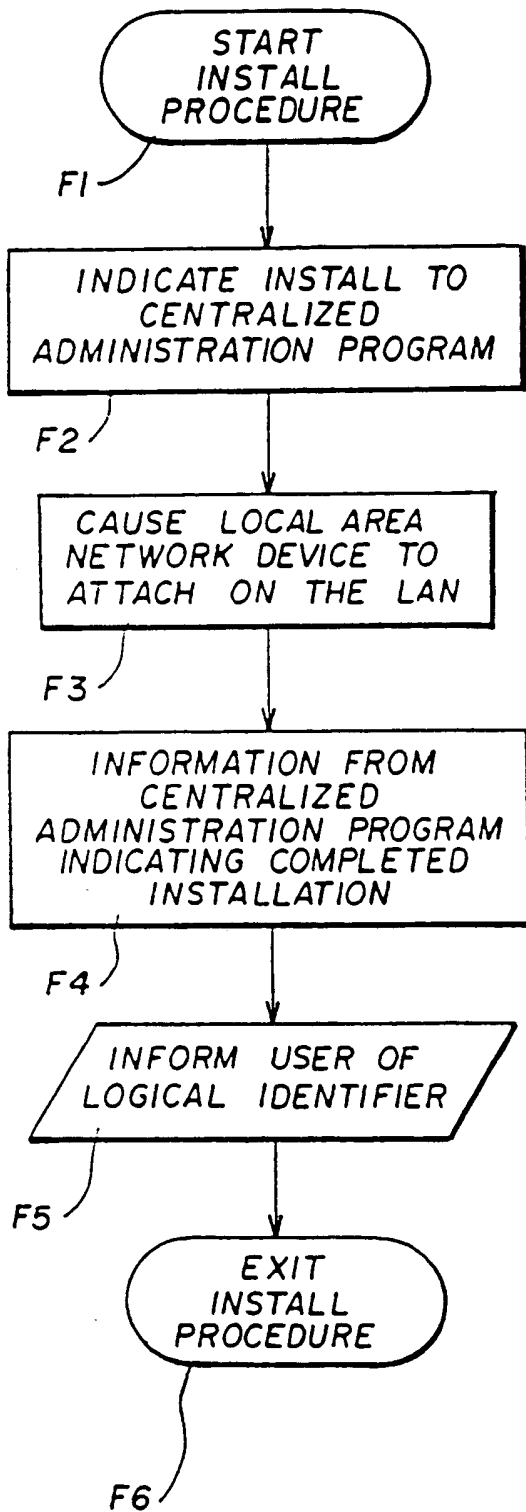 START
INSTALL
PROCEDURE
F1
INDICATE INSTALL TO
CENTRALIZED
ADMINISTRATION PROGRAM
F2
CAUSE LOCAL AREA
NETWORK DEVICE TO
ATTACH ON THE LAN
F3
INFORMATION FROM
CENTRALIZED
ADMINISTRATION PROGRAM
INDICATING COMPLETED
INSTALLATION
F4
INFORM USER OF
LOGICAL IDENTIFIER
F5
EXIT
INSTALL
PROCEDURE
F6